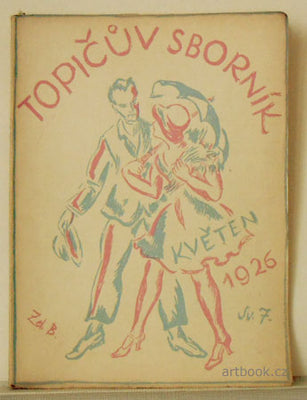 TOPIČŮV SBORNÍK
KVĚTEN
1926
Zd. B.
Sv. 7.
artbook.cz